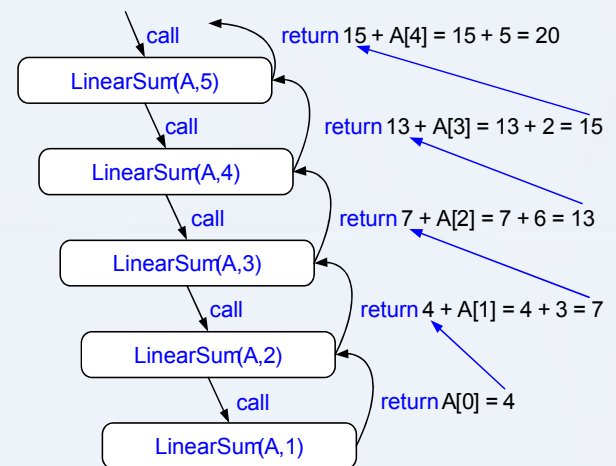 call
return 15 + A[4] = 15 + 5 = 20
LinearSum(A,5)
call
return 13 + A[3] = 13 + 2 = 15
LinearSum(A,4)
call
return 7 + A[2] = 7 + 6 = 13
LinearSum(A,3)
call
return 4 + A[1] = 4 + 3 = 7
LinearSum(A,2)
call
return A[0] = 4
LinearSum(A,1)